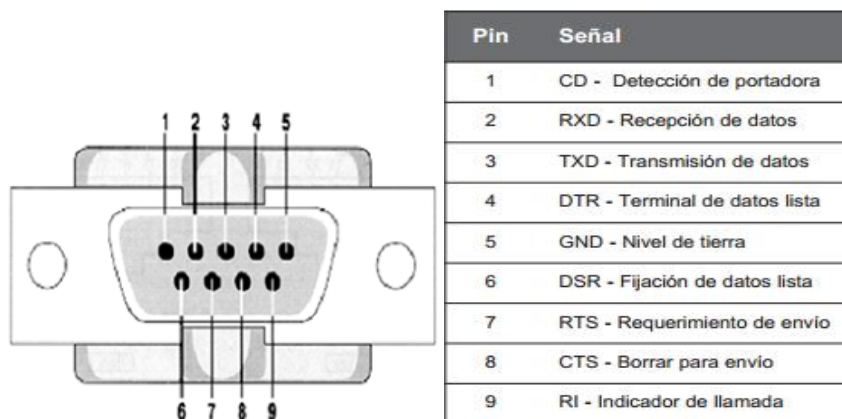 1 2 3 4 5
6 7 8 9
Pin Señal
1 CD - Detección de portadora
2 RXD - Recepción de datos
3 TXD - Transmisión de datos
4 DTR - Terminal de datos lista
5 GND - Nivel de tierra
6 DSR - Fijación de datos lista
7 RTS - Requerimiento de envío
8 CTS - Borrar para envío
9 RI - Indicador de llamada